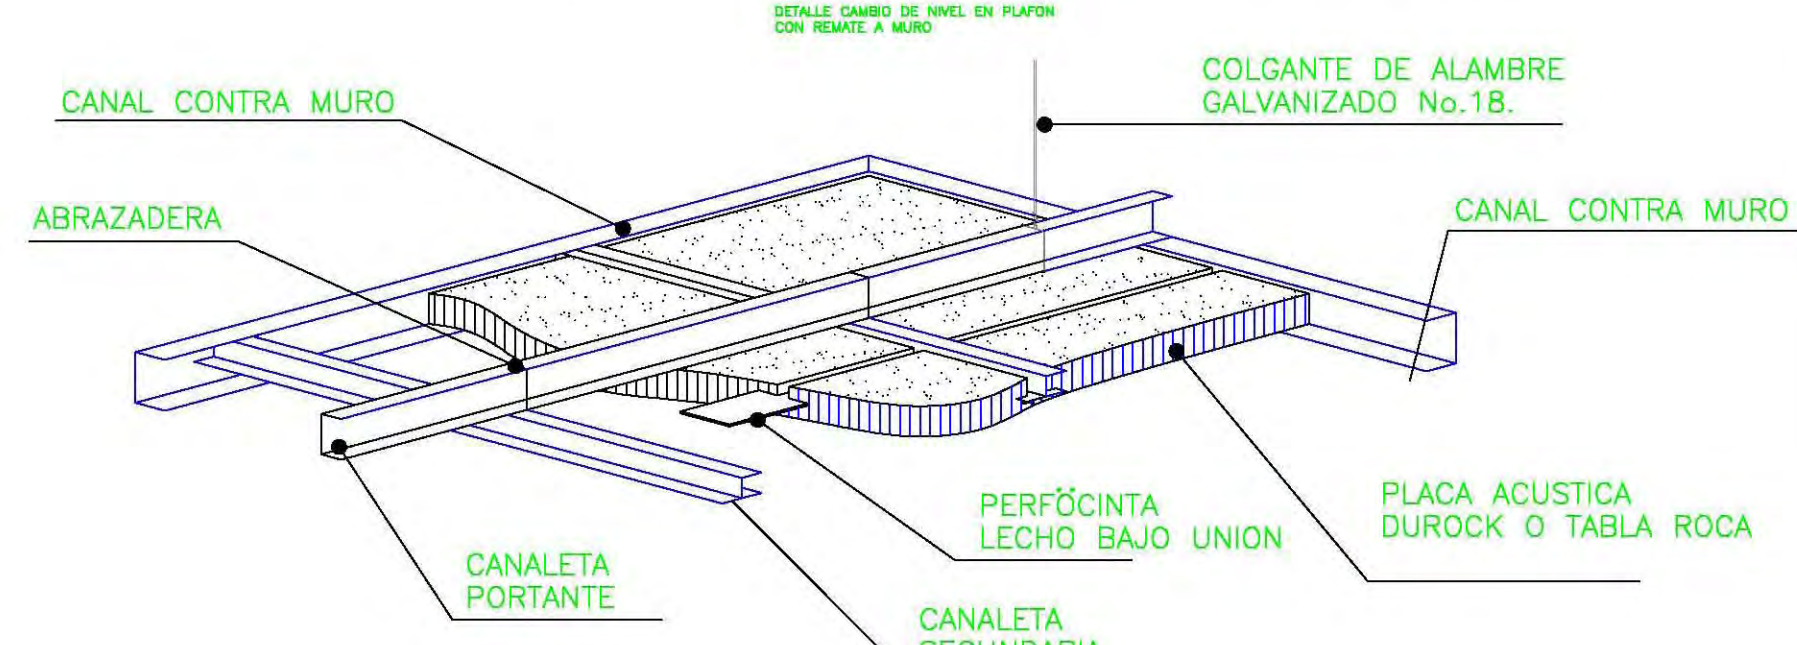 DETALLE CAMBIO DE NIVEL EN PLAFON
CON REMATE A MURO
COLGANTE DE ALAMBRE
GALVANIZADO No.18.
CANAL CONTRA MURO
ABRAZADERA
CANAL CONTRA MURO
PERFÖCINTA
LECHO BAJO UNION
PLACA ACUSTICA
DUROCK O TABLA ROCA
CANALETA
PORTANTE
CANALETA